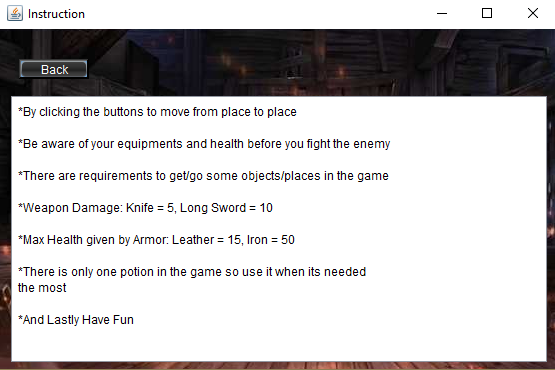 Instruction
Back
*By clicking the buttons to move from place to place
*Be aware of your equipments and health before you fight the enemy
*There are requirements to get/go some objects/places in the game
*Weapon Damage: Knife = 5, Long Sword = 10
*Max Health given by Armor: Leather = 15, Iron = 50
*There is only one potion in the game so use it when its needed
the most
*And Lastly Have Fun